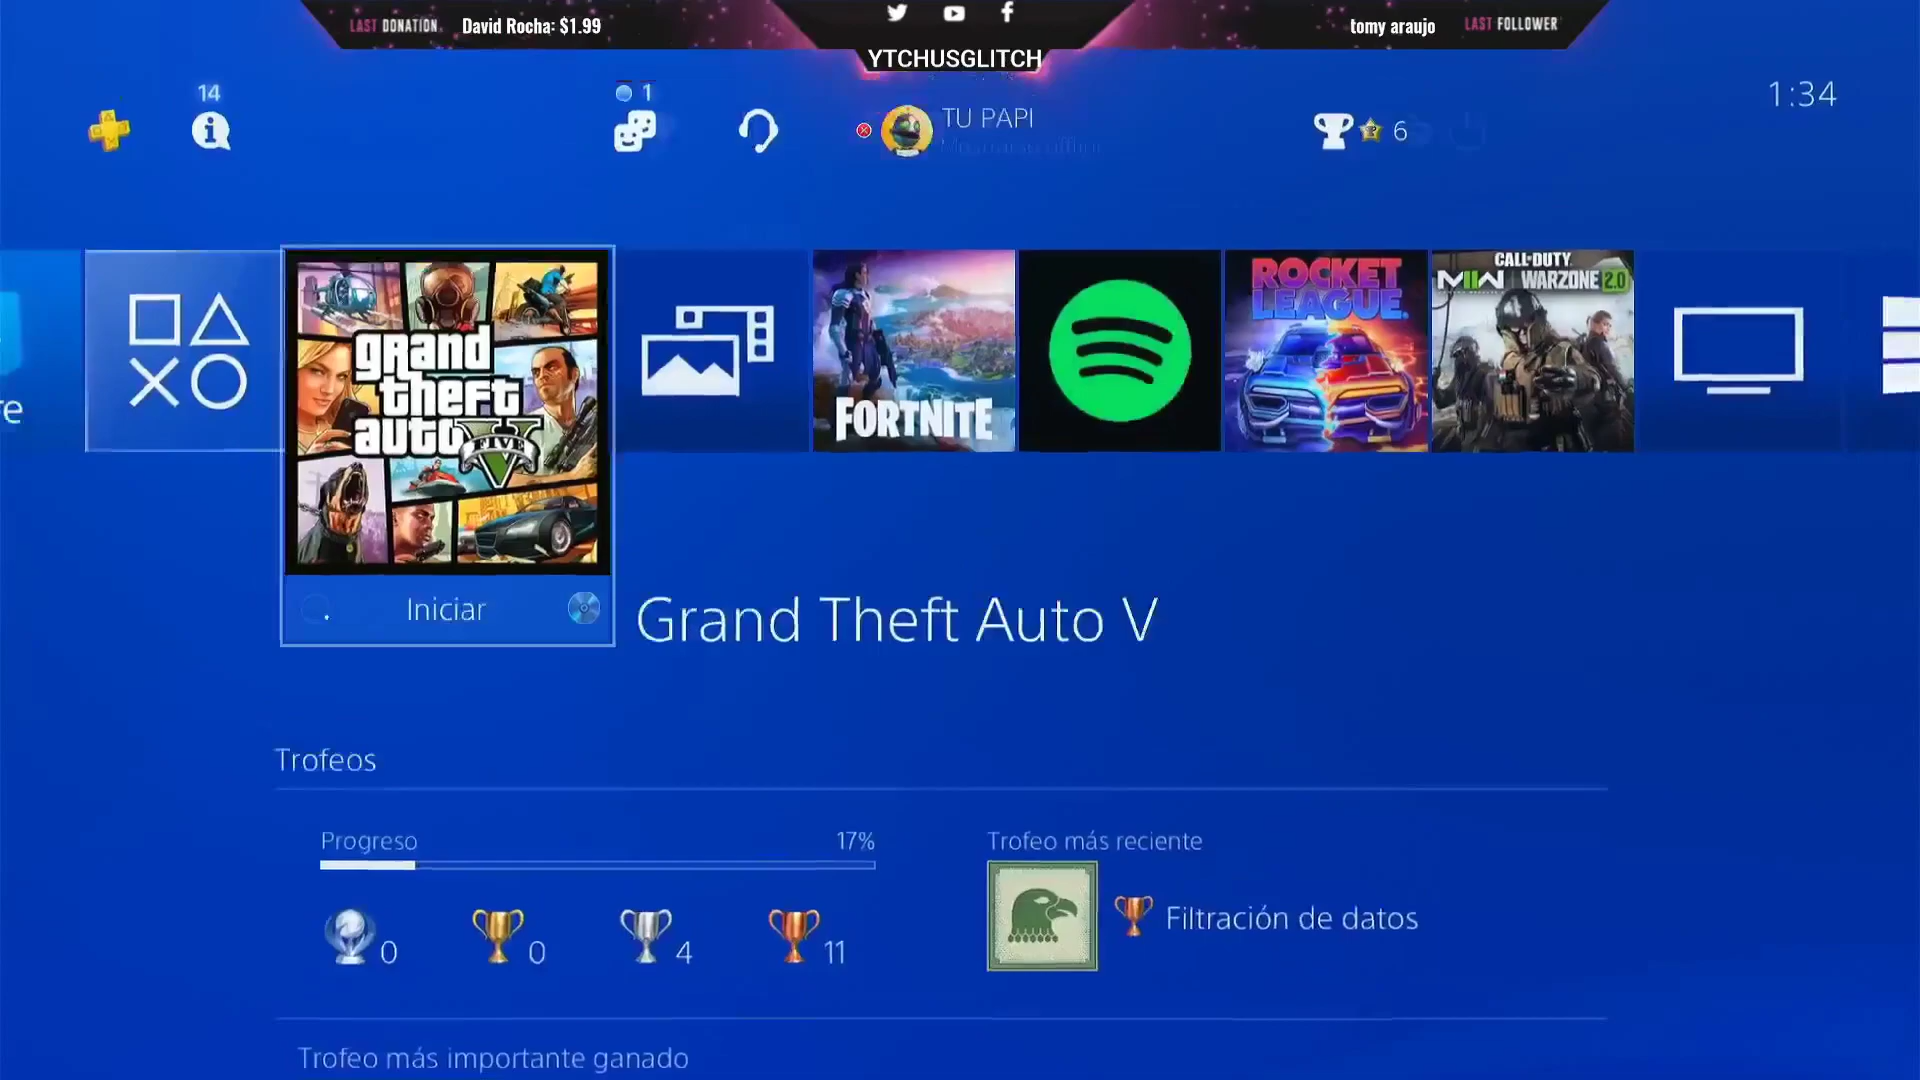 LAST DONATION David Rocha: $1.99
tomy araujo LAST FOLLOWER
YTCHUSGLITCH
14
1
TU PAPI
6
1:34
re
grand
theft
auto
FIVE
V
FORTNITE
ROCKET
LEAGUE.
CALL OF DUTY
MW WARZONE 2.0
Iniciar
Grand Theft Auto V
Trofeos
Progreso 17%
Trofeo más reciente
0 0 4 11
Filtración de datos
Trofeo más importante ganado